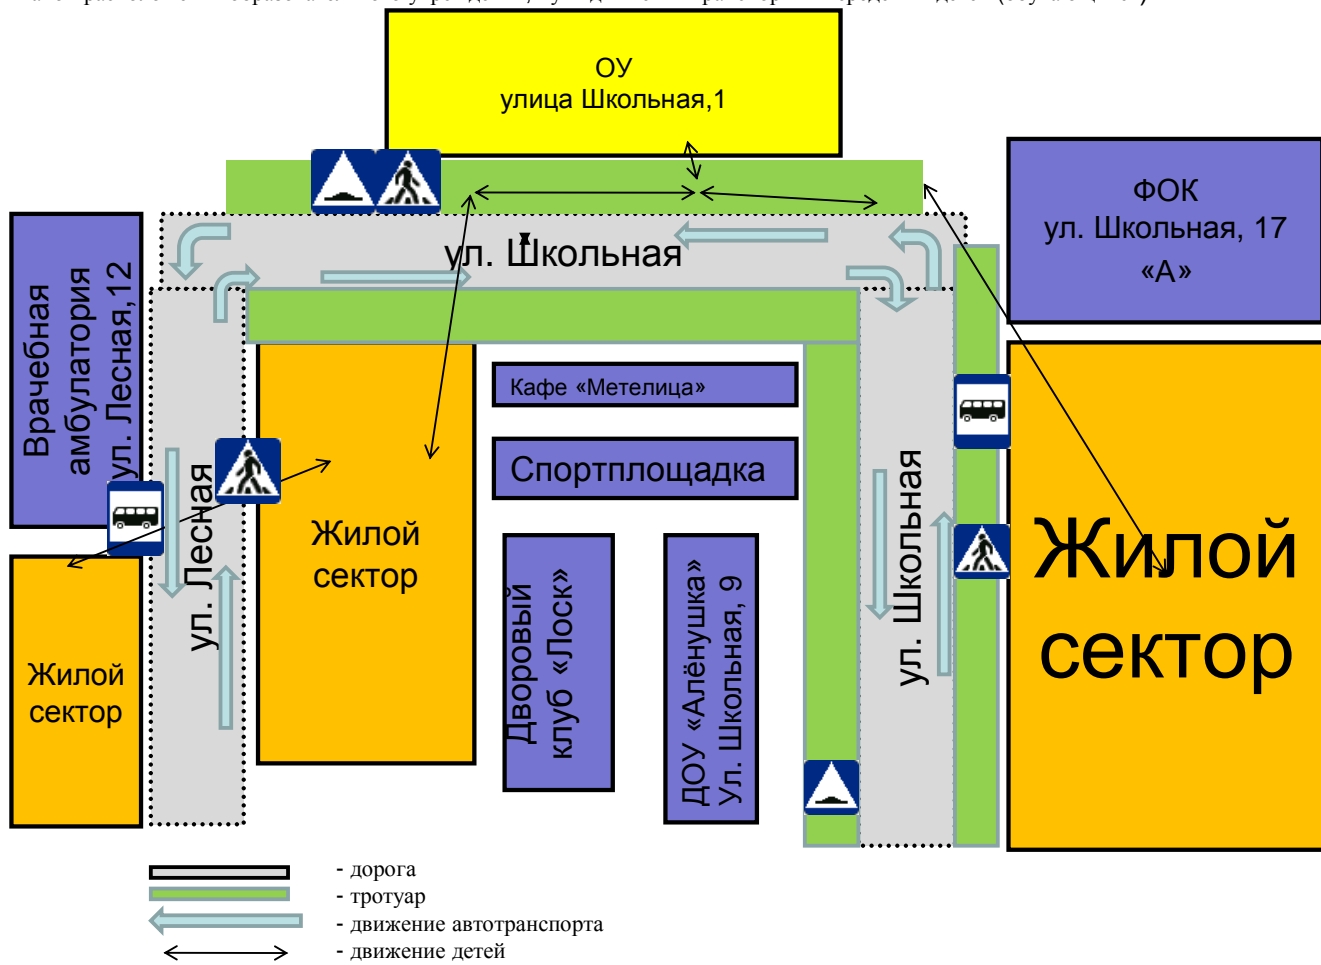 ОУ
улица Школьная,1
ФОК
ул. Школьная, 17
«А»
ул. Школьная
Врачебная
амбулатория
ул. Лесная,12
Кафе «Метелица»
Спортплощадка
ул. Лесная
Жилой
сектор
Дворовый
клуб «Лоск»
ДОУ «Алёнушка»
Ул. Школьная, 9
ул. Школьная
Жилой
сектор
Жилой
сектор
- дорога
- тротуар
- движение автотранспорта
- движение детей